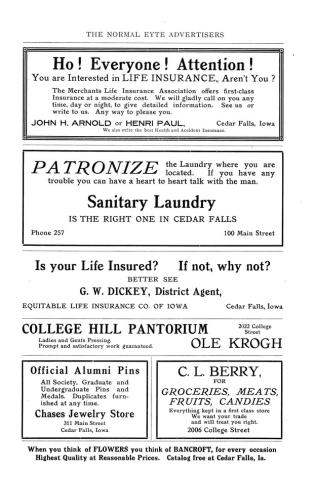 THE NORMAL EYTE ADVERTISERS
Ho! Everyone! Attention!
You are Interested in LIFE INSURANCE, Aren't You?
The Merchants Life Insurance Association offers first-class
Insurance at a moderate cost. We will gladly call on you any
time, day or night, to give detailed information. See us or
write to us. Any way to please you.
JOHN H. ARNOLD or HENRI PAUL, Cedar Falls, Iowa
We also write the best Health and Accident Insurance.
PATRONIZE the Laundry where you are
located. If you have any
trouble you can have a heart to heart talk with the man.
Sanitary Laundry
IS THE RIGHT ONE IN CEDAR FALLS
Phone 257 100 Main Street
Is your Life Insured? If not, why not?
BETTER SEE
G. W. DICKEY, District Agent,
EQUITABLE LIFE INSURANCE CO. OF IOWA Cedar Falls, Iowa
COLLEGE HILL PANTORIUM 2022 College
Street
Ladies and Gents Pressing.
Prompt and satisfactory work guaranteed.
OLE KROGH
Official Alumni Pins
All Society, Graduate and
Undergraduate Pins and
Medals. Duplicates furn-
ished at any time.
Chases Jewelry Store
311 Main Street
Cedar Falls, Iowa
C. L. BERRY,
FOR
GROCERIES, MEATS,
FRUITS, CANDIES
Everything kept in a first class store
We want your trade
and will treat you right.
2006 College Street
When you think of FLOWERS you think of BANCROFT, for every occasion
Highest Quality at Reasonable Prices. Catalog free at Cedar Falls, Ia.